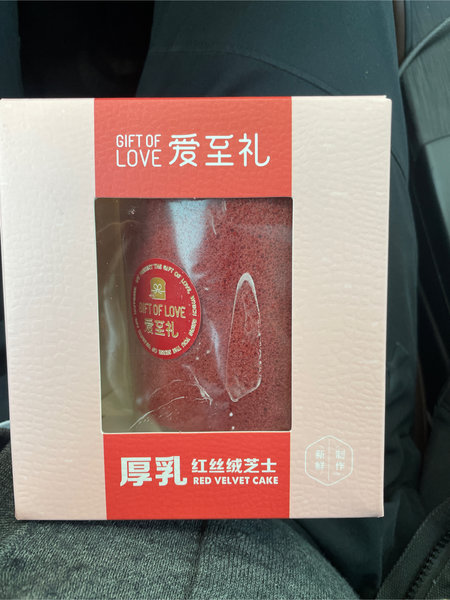 GIFT OF
LOVE 爱至礼
GIFT OF LOVE
爱至礼
厚乳 红丝绒芝士
RED VELVET CAKE
新鲜
制作